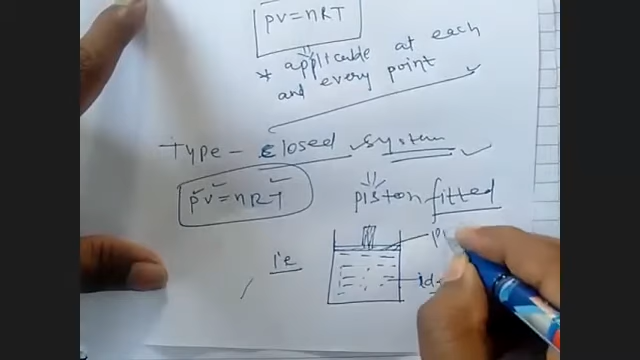 PV = nRT
* applicable at each
and every point
Type - closed system
PV = nRT
piston fitted
i.e